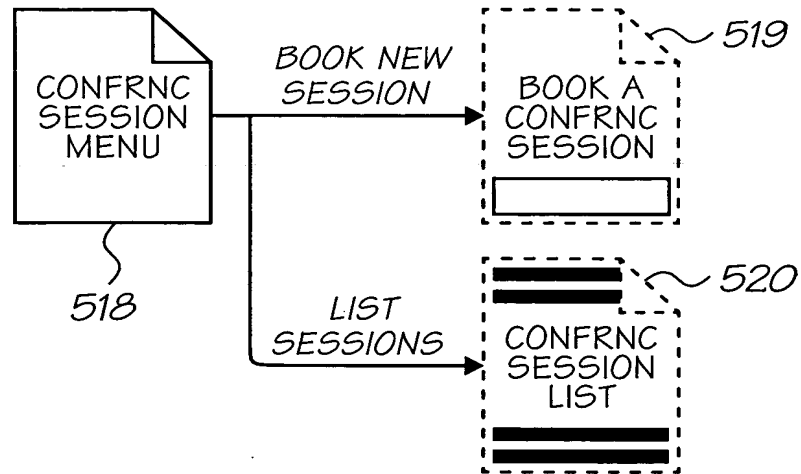 CONFRNC
SESSION
MENU
518
BOOK NEW
SESSION
BOOK A
CONFRNC
SESSION
519
LIST
SESSIONS
CONFRNC
SESSION
LIST
520